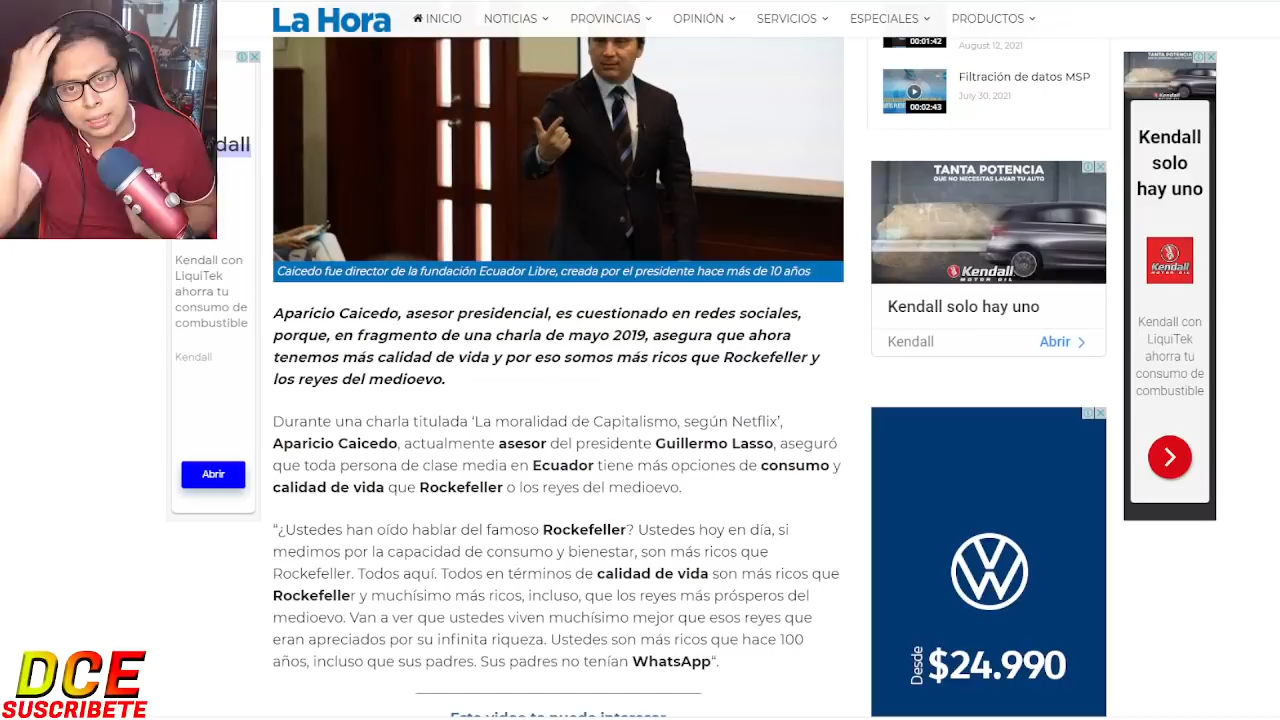 La Hora
INICIO NOTICIAS PROVINCIAS OPINIÓN SERVICIOS ESPECIALES PRODUCTOS
dall
Kendall con
LiquiTek
ahorra tu
consumo de
combustible
Kendall
Abrir
Caicedo fue director de la fundación Ecuador Libre, creada por el presidente hace más de 10 años
Aparicio Caicedo, asesor presidencial, es cuestionado en redes sociales,
porque, en fragmento de una charla de mayo 2019, asegura que ahora
tenemos más calidad de vida y por eso somos más ricos que Rockefeller y
los reyes del medioevo.
Durante una charla titulada ‘La moralidad de Capitalismo, según Netflix’,
Aparicio Caicedo, actualmente asesor del presidente Guillermo Lasso, aseguró
que toda persona de clase media en Ecuador tiene más opciones de consumo y
calidad de vida que Rockefeller o los reyes del medioevo.
“¿Ustedes han oído hablar del famoso Rockefeller? Ustedes hoy en día, si
medimos por la capacidad de consumo y bienestar, son más ricos que
Rockefeller. Todos aquí. Todos en términos de calidad de vida son más ricos que
Rockefeller y muchísimo más ricos, incluso, que los reyes más prósperos del
medioevo. Van a ver que ustedes viven muchísimo mejor que esos reyes que
eran apreciados por su infinita riqueza. Ustedes son más ricos que hace 100
años, incluso que sus padres. Sus padres no tenían WhatsApp“.
Este video te puede interesar
00:01:42
August 12, 2021
Filtración de datos MSP
July 30, 2021
00:02:43
TANTA POTENCIA
QUE NO NECESITAS LAVAR TU AUTO
Kendall
MOTOR OIL
Kendall solo hay uno
Kendall
Abrir
Desde
$24.990
TANTA POTENCIA
Kendall
Kendall
solo
hay uno
Kendall
MOTOR OIL
Kendall con
LiquiTek
ahorra tu
consumo de
combustible
DCE
SUSCRIBETE